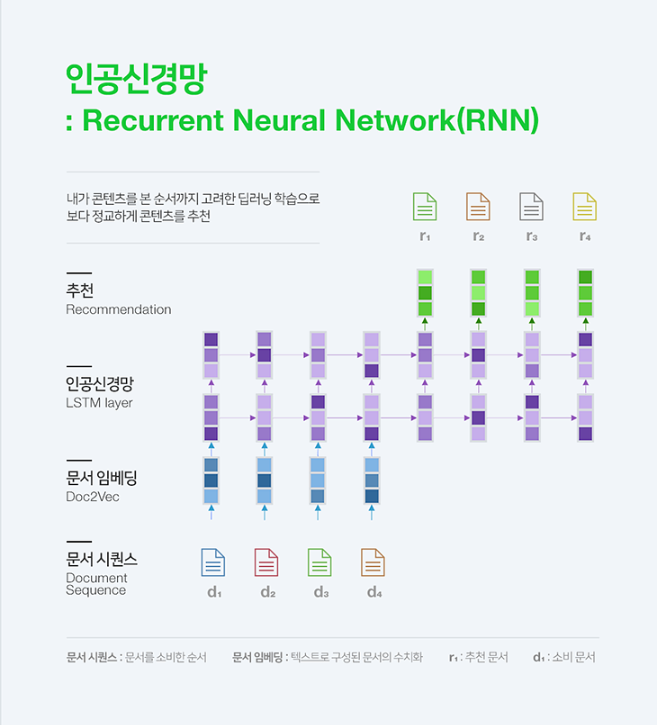 인공신경망
: Recurrent Neural Network(RNN)
내가 콘텐츠를 본 순서까지 고려한 딥러닝 학습으로
보다 정교하게 콘텐츠를 추천
r₁ r₂ r₃ r₄
추천
Recommendation
인공신경망
LSTM layer
문서 임베딩
Doc2Vec
문서 시퀀스
Document
Sequence
d₁ d₂ d₃ d₄
문서 시퀀스 : 문서를 소비한 순서 문서 임베딩 : 텍스트로 구성된 문서의 수치화 r₁ : 추천 문서 d₁ : 소비 문서